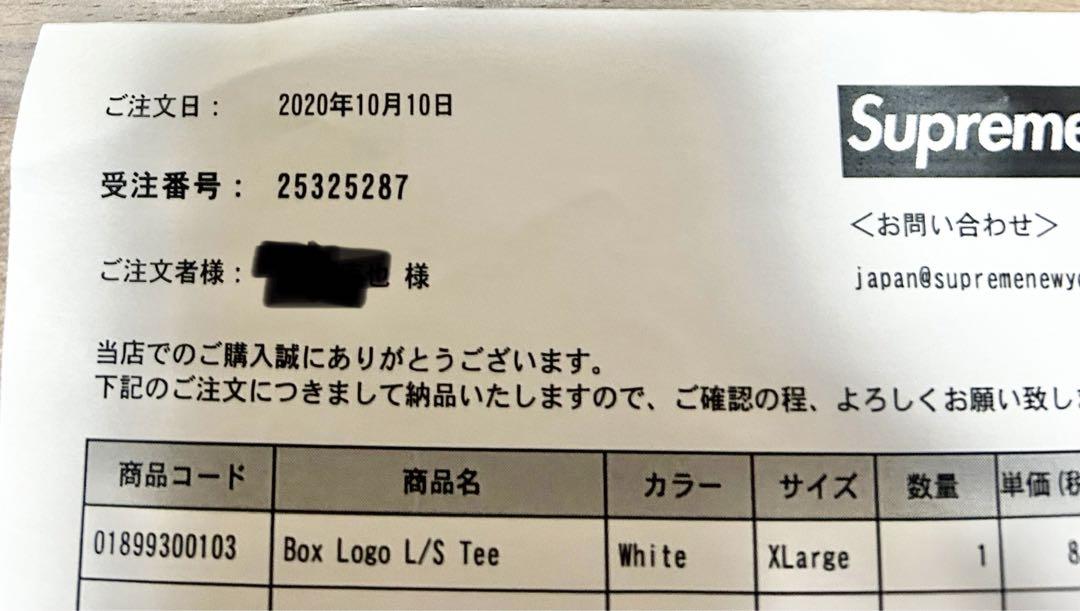 ご注文日： 2020年10月10日
Supreme
受注番号： 25325287
＜お問い合わせ＞
ご注文者様： 也 様
japan@supremenewy
当店でのご購入誠にありがとうございます。
下記のご注文につきまして納品いたしますので、ご確認の程、よろしくお願い致し
商品コード 商品名 カラー サイズ 数量 単価(税
01899300103 Box Logo L/S Tee White XLarge 1 8